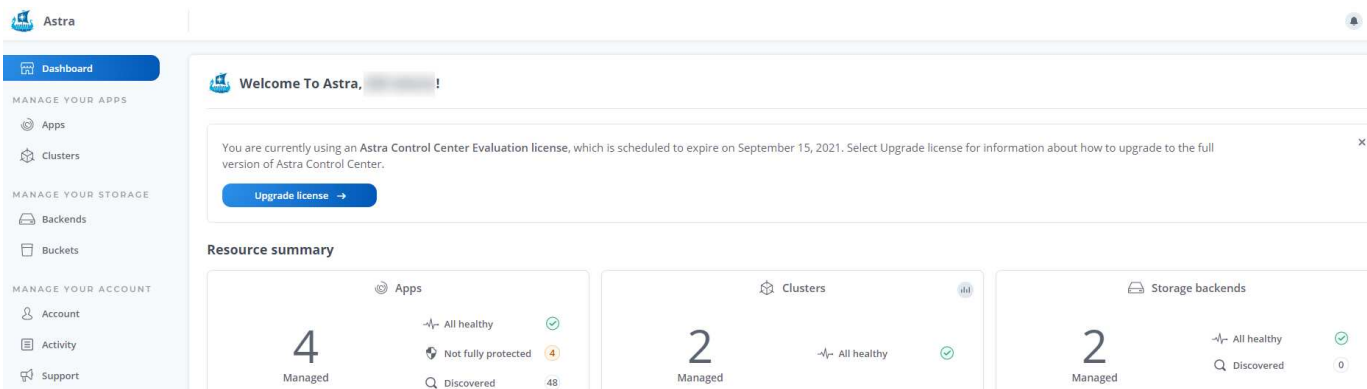 Astra
Dashboard
MANAGE YOUR APPS
Apps
Clusters
MANAGE YOUR STORAGE
Backends
Buckets
MANAGE YOUR ACCOUNT
Account
Activity
Support
Welcome To Astra, !
You are currently using an Astra Control Center Evaluation license, which is scheduled to expire on September 15, 2021. Select Upgrade license for information about how to upgrade to the full
version of Astra Control Center.
Upgrade license →
Resource summary
Apps
4
Managed
All healthy
Not fully protected 4
Discovered 48
Clusters
2
Managed
All healthy
Storage backends
2
Managed
All healthy
Discovered 0